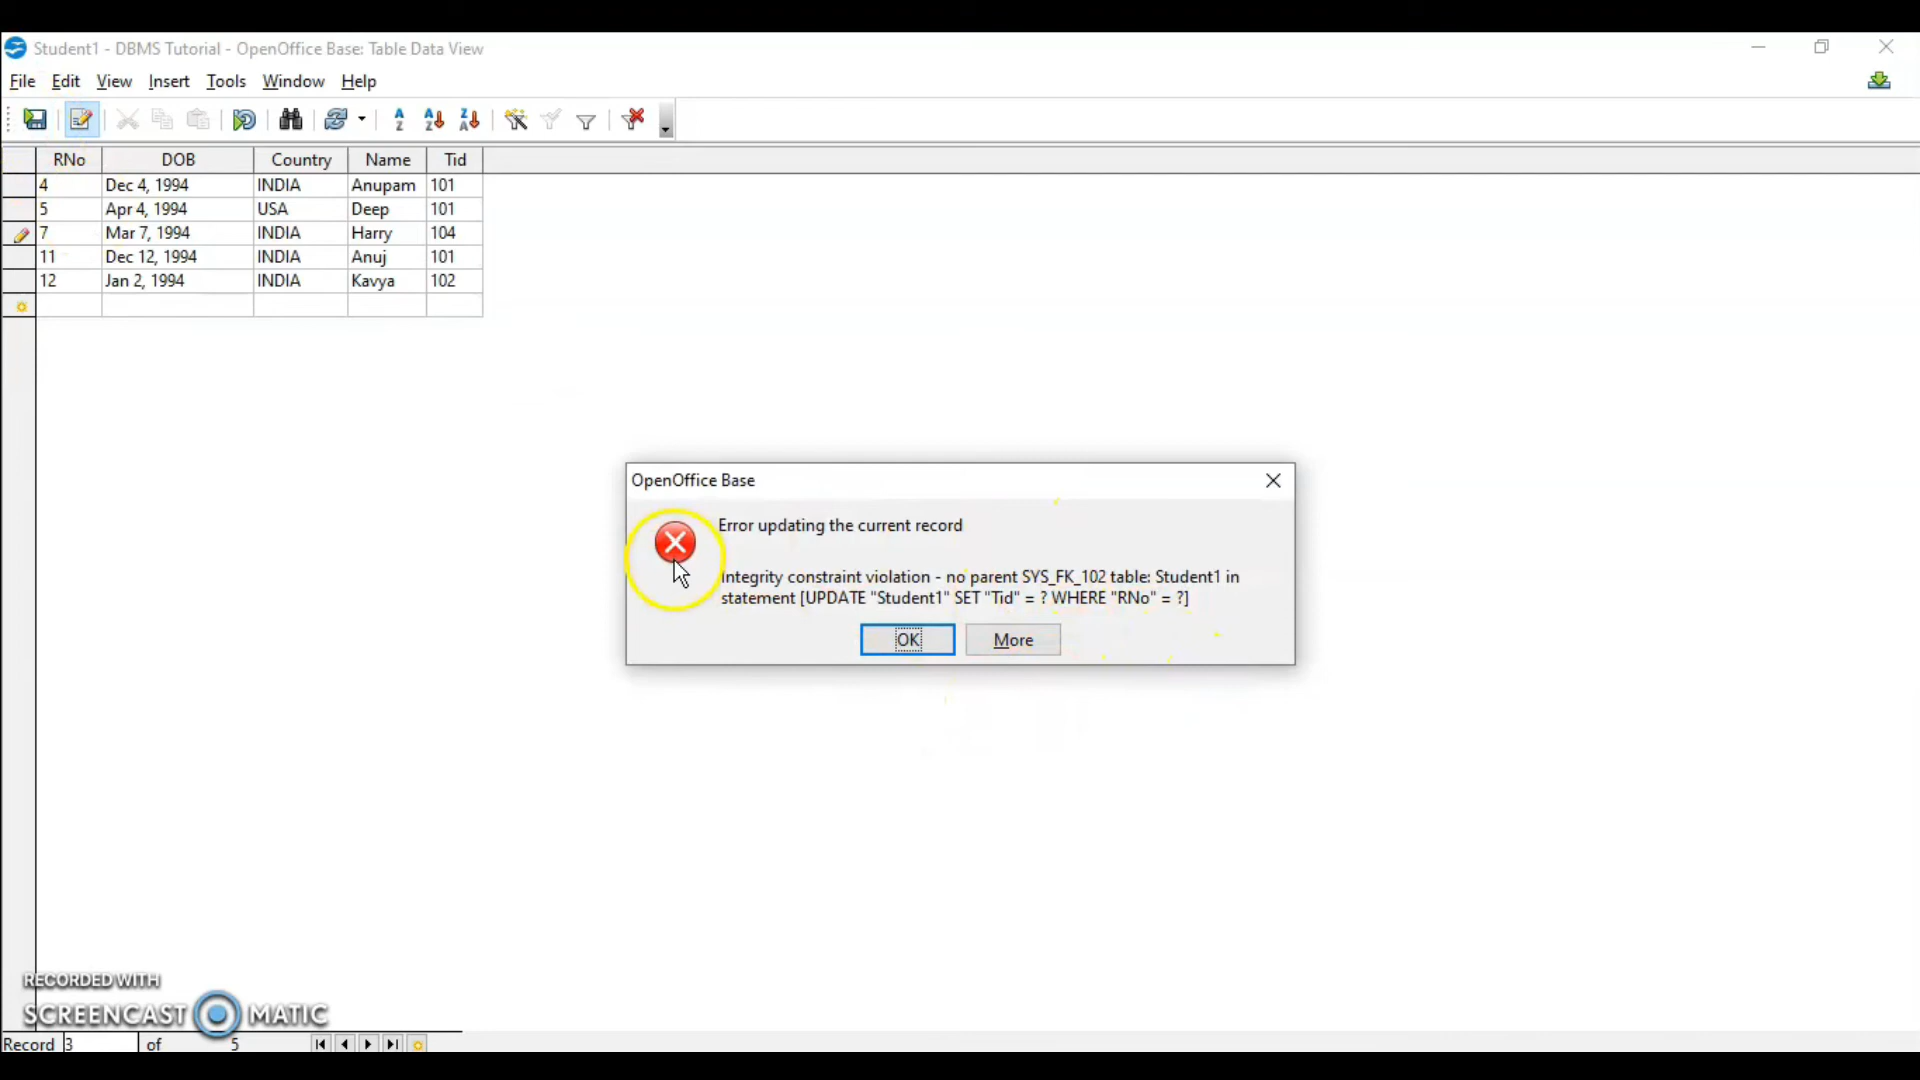 Student1 - DBMS Tutorial - OpenOffice Base: Table Data View
File Edit View Insert Tools Window Help
RNo DOB Country Name Tid
4 Dec 4, 1994 INDIA Anupam 101
5 Apr 4, 1994 USA Deep 101
7 Mar 7, 1994 INDIA Harry 104
11 Dec 12, 1994 INDIA Anuj 101
12 Jan 2, 1994 INDIA Kavya 102
OpenOffice Base
Error updating the current record
Integrity constraint violation - no parent SYS_FK_102 table: Student1 in
statement [UPDATE "Student1" SET "Tid" = ? WHERE "RNo" = ?]
OK More
RECORDED WITH
SCREENCAST MATIC
Record 3 of 5